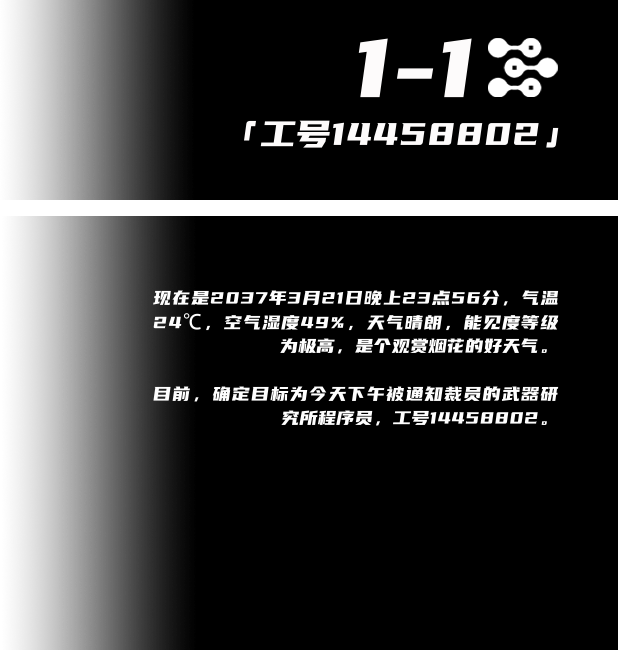 1-1
「工号14458802」
现在是2037年3月21日晚上23点56分，气温
24℃，空气湿度49%，天气晴朗，能见度等级
为极高，是个观赏烟花的好天气。
目前，确定目标为今天下午被通知裁员的武器研
究所程序员，工号14458802。